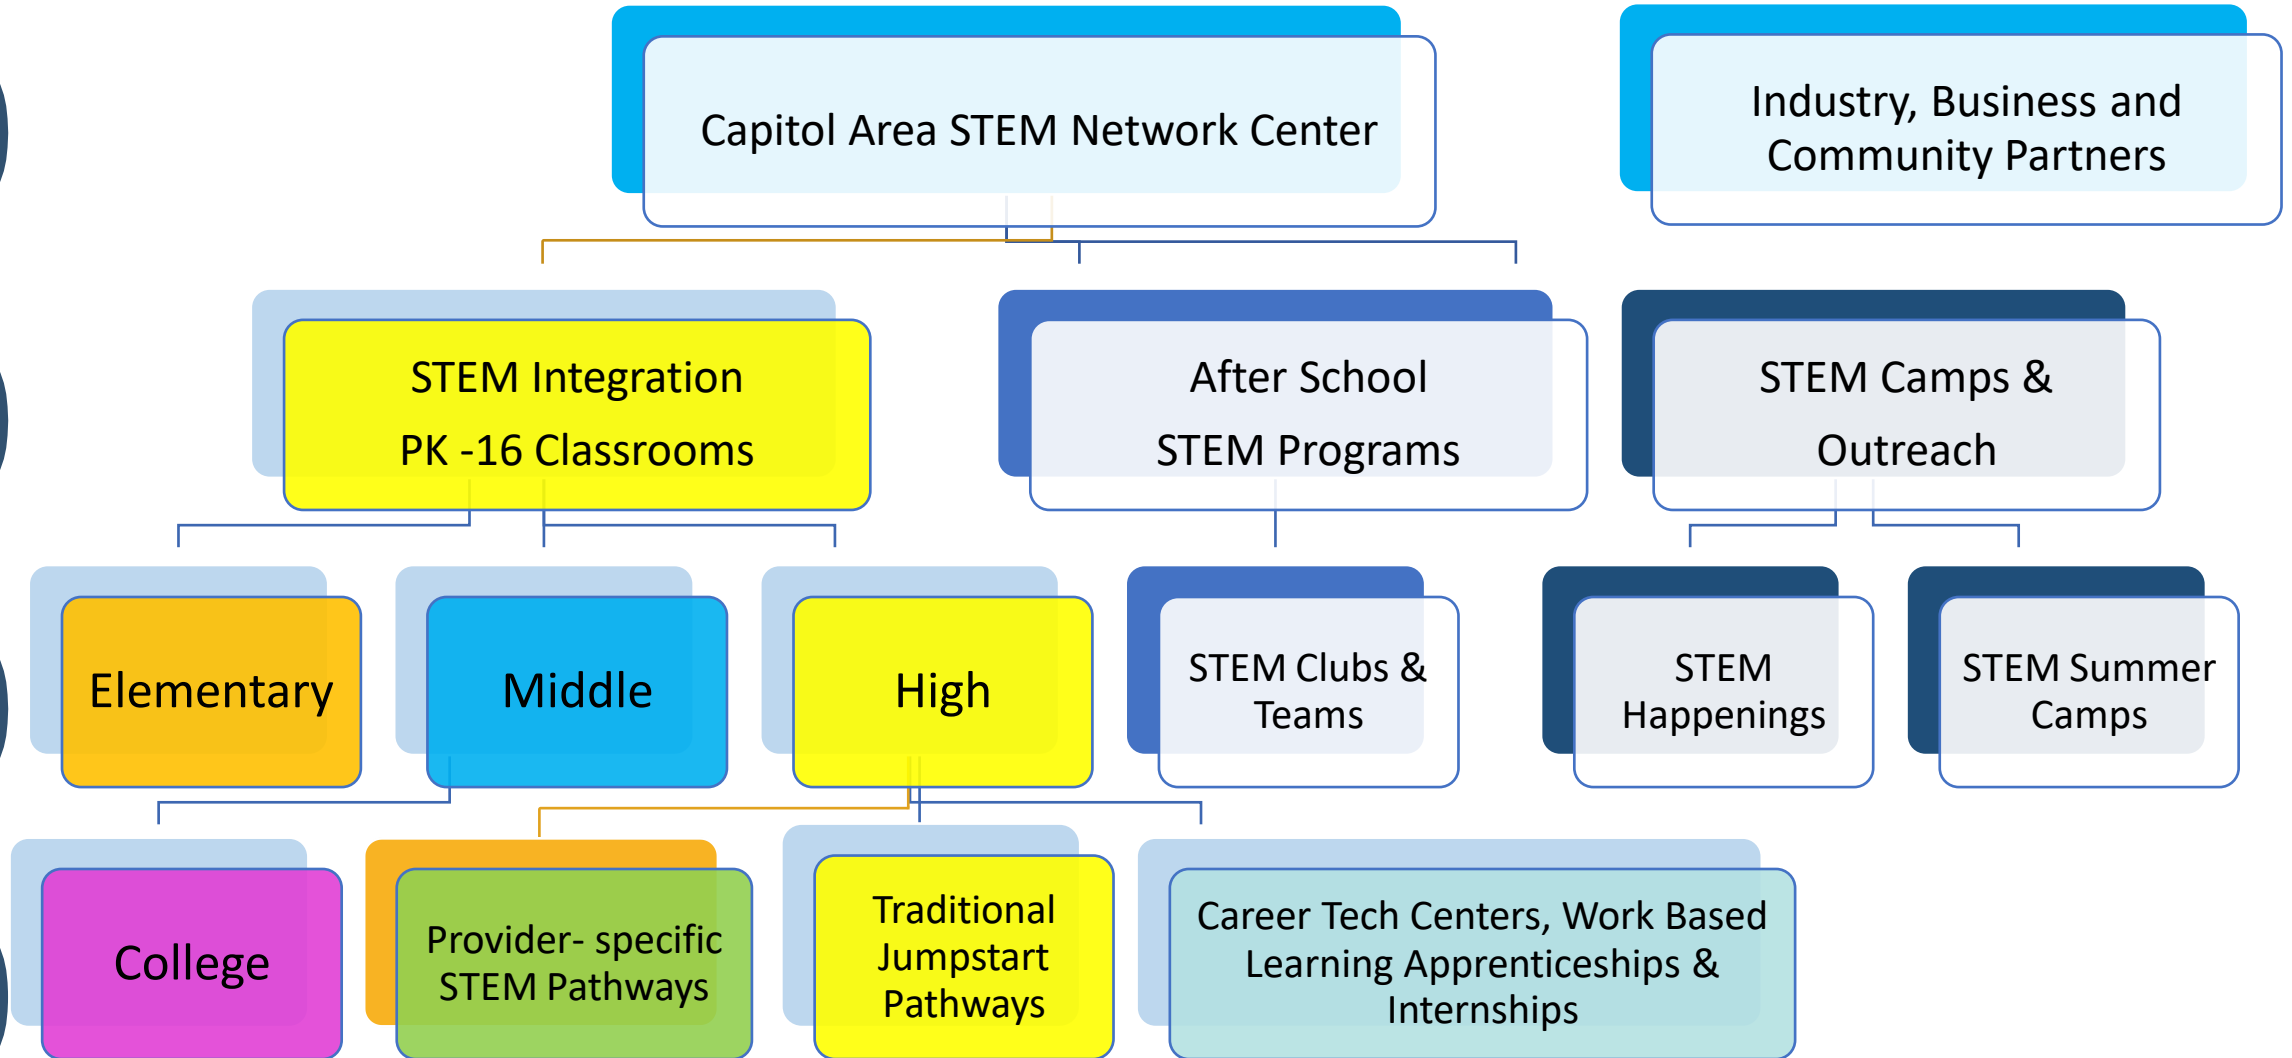 Capitol Area STEM Network Center
Industry, Business and
Community Partners
STEM Integration
PK -16 Classrooms
After School
STEM Programs
STEM Camps &
Outreach
Elementary
Middle
High
STEM Clubs &
Teams
STEM
Happenings
STEM Summer
Camps
College
Provider- specific
STEM Pathways
Traditional
Jumpstart
Pathways
Career Tech Centers, Work Based
Learning Apprenticeships &
Internships